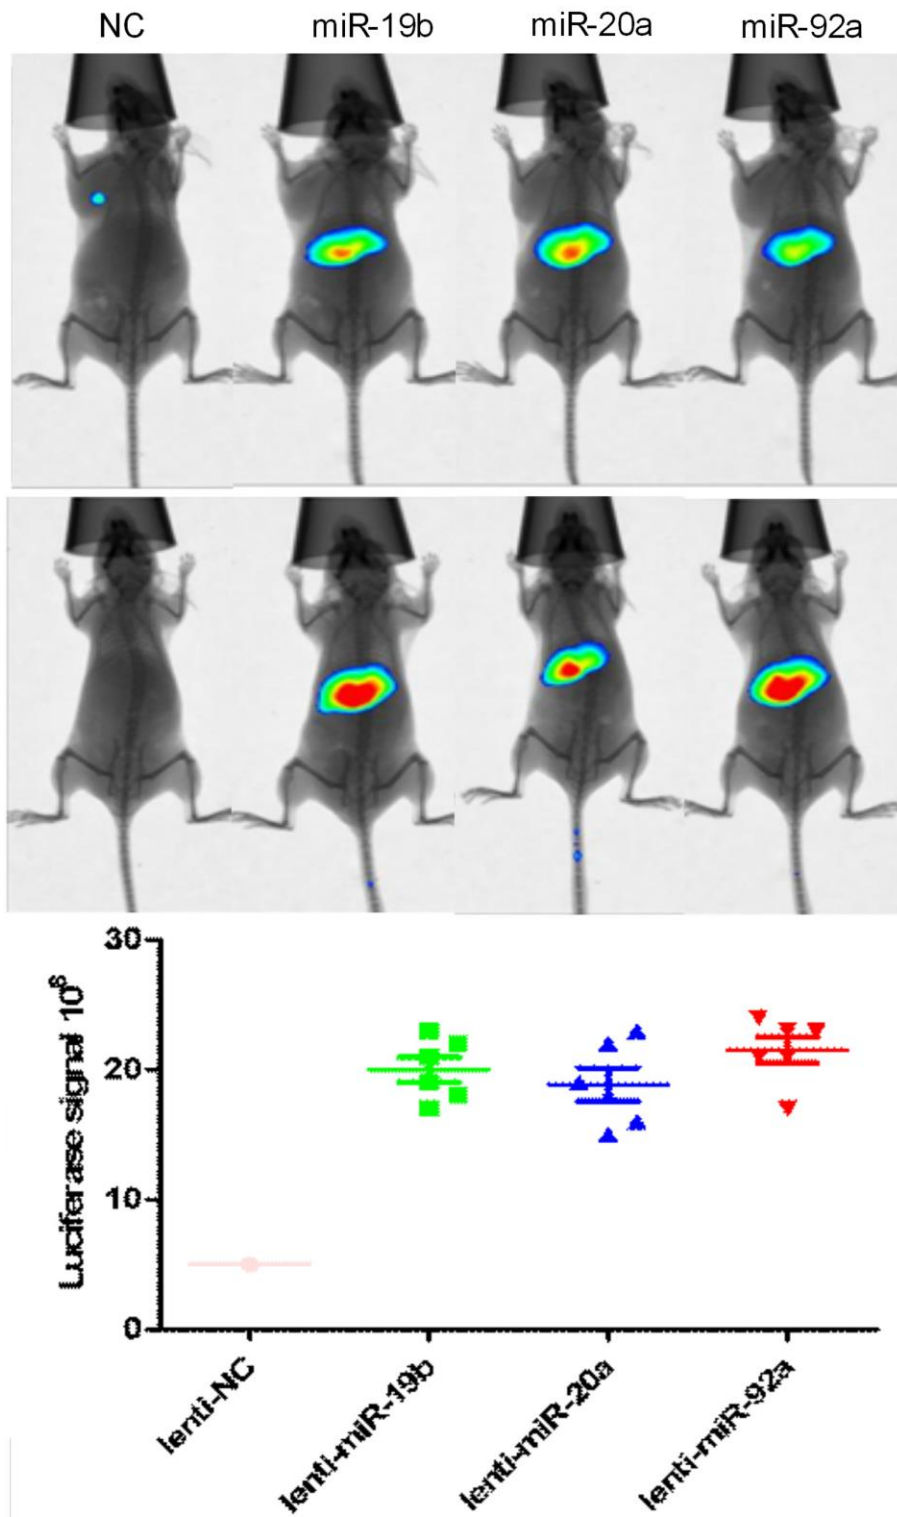 NC miR-19b miR-20a miR-92a
30
20
10
0
Luciferase signal 10⁶
lenti-NC
lenti-miR-19b
lenti-miR-20a
lenti-miR-92a